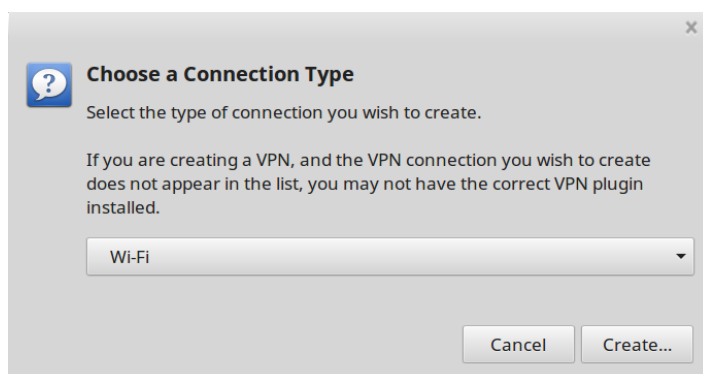 Choose a Connection Type
Select the type of connection you wish to create.
If you are creating a VPN, and the VPN connection you wish to create
does not appear in the list, you may not have the correct VPN plugin
installed.
Wi-Fi
Cancel
Create...